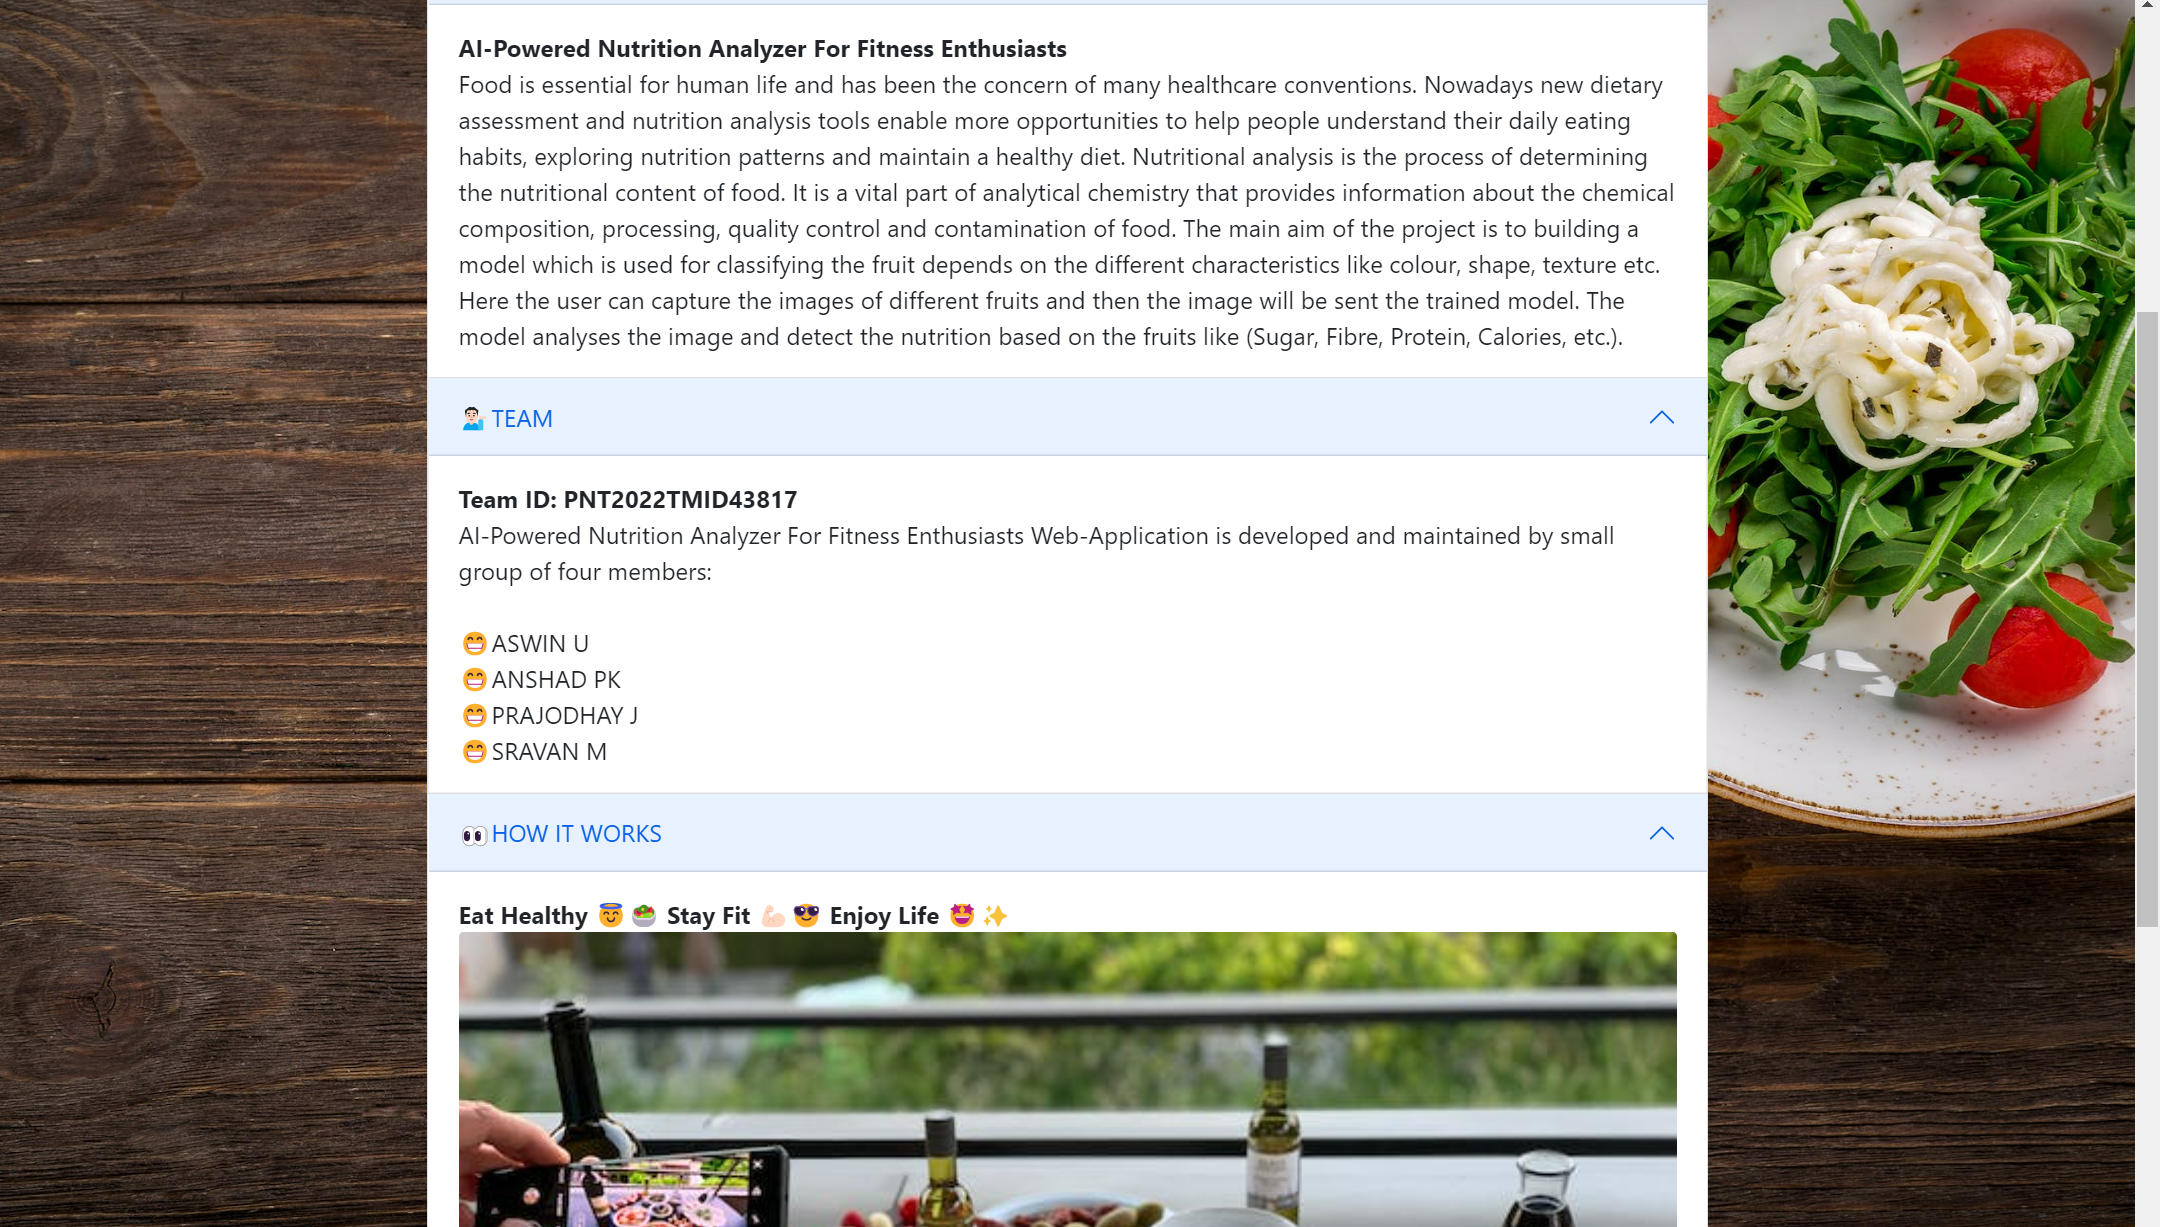 AI-Powered Nutrition Analyzer For Fitness Enthusiasts
Food is essential for human life and has been the concern of many healthcare conventions. Nowadays new dietary
assessment and nutrition analysis tools enable more opportunities to help people understand their daily eating
habits, exploring nutrition patterns and maintain a healthy diet. Nutritional analysis is the process of determining
the nutritional content of food. It is a vital part of analytical chemistry that provides information about the chemical
composition, processing, quality control and contamination of food. The main aim of the project is to building a
model which is used for classifying the fruit depends on the different characteristics like colour, shape, texture etc.
Here the user can capture the images of different fruits and then the image will be sent the trained model. The
model analyses the image and detect the nutrition based on the fruits like (Sugar, Fibre, Protein, Calories, etc.).
💁🏻‍♂️TEAM
Team ID: PNT2022TMID43817
AI-Powered Nutrition Analyzer For Fitness Enthusiasts Web-Application is developed and maintained by small
group of four members:
😁ASWIN U
😁ANSHAD PK
😁PRAJODHAY J
😁SRAVAN M
👀HOW IT WORKS
Eat Healthy 😇🥗 Stay Fit 💪🏻😎 Enjoy Life 🤩✨